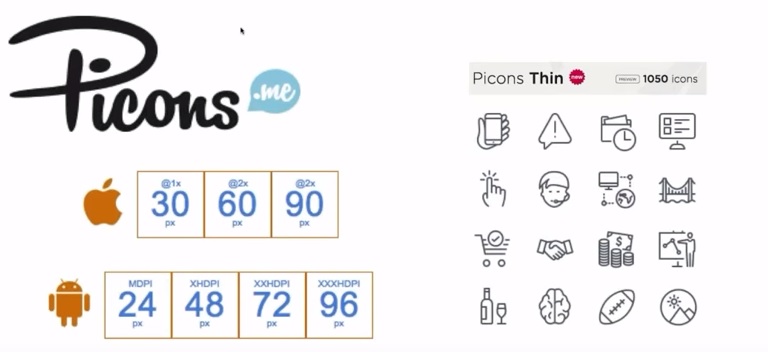 Picons
.me
Picons Thin new
PREMIUM 1050 icons
@1x @2x @2x
30 60 90
px px px
MDPI XHDPI XXHDPI XXXHDPI
24 48 72 96
px px px px
$